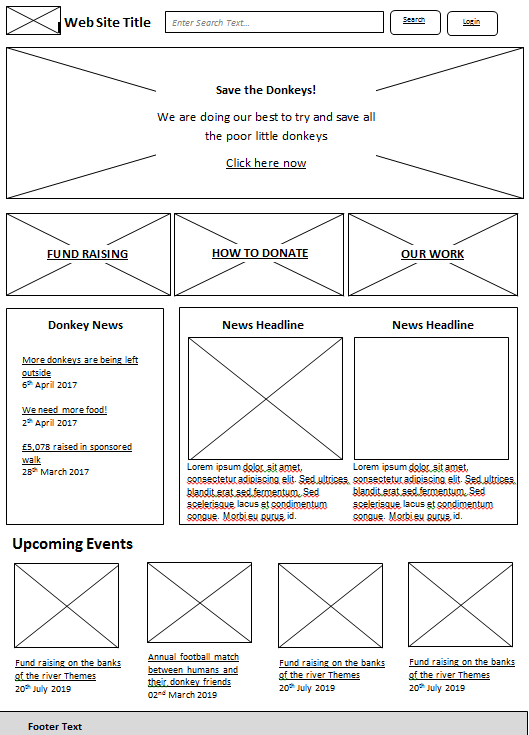 Web Site Title
Enter Search Text...
Search
Login
Save the Donkeys!
We are doing our best to try and save all
the poor little donkeys
Click here now
FUND RAISING
HOW TO DONATE
OUR WORK
Donkey News
More donkeys are being left
outside
6th April 2017
We need more food!
2th April 2017
£5,078 raised in sponsored
walk
28th March 2017
News Headline
Lorem ipsum dolor sit amet,
consectetur adipiscing elit. Sed ultrices
blandit erat sed fermentum. Sed
scelerisque lacus et condimentum
congue. Morbi eu purus id.
News Headline
Lorem ipsum dolor sit amet,
consectetur adipiscing elit. Sed ultrices,
blandit erat sed fermentum. Sed
scelerisque lacus et condimentum
congue. Morbi eu purus id.
Upcoming Events
Fund raising on the banks
of the river Themes
20th July 2019
Annual football match
between humans and
their donkey friends
02nd March 2019
Fund raising on the banks
of the river Themes
20th July 2019
Fund raising on the banks
of the river Themes
20th July 2019
Footer Text